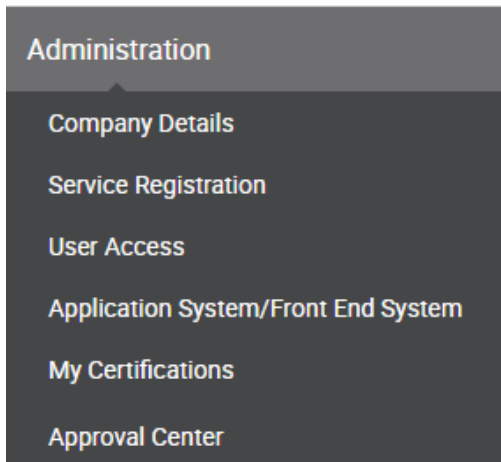 Administration
Company Details
Service Registration
User Access
Application System/Front End System
My Certifications
Approval Center